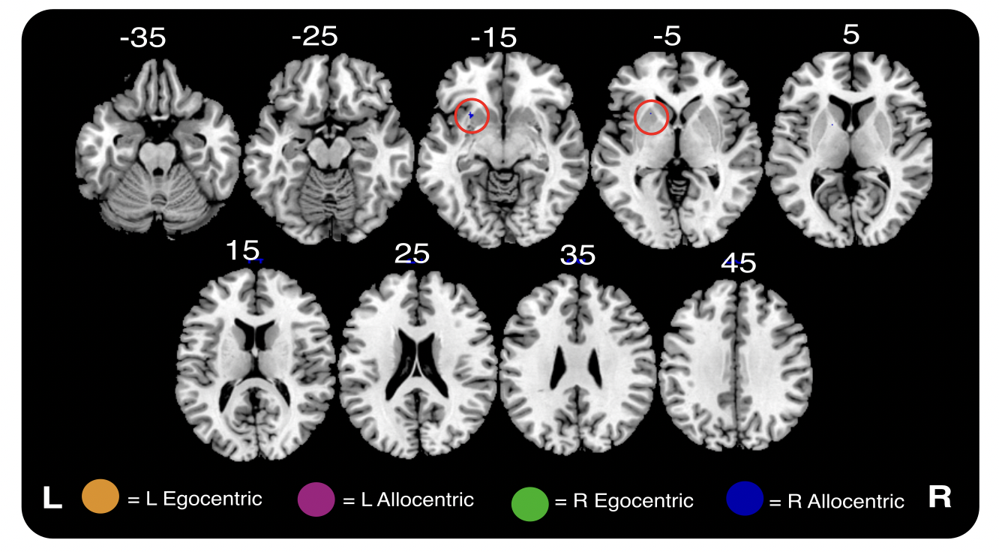 -35 -25 -15 -5 5
15 25 35 45
L = L Egocentric = L Allocentric = R Egocentric = R Allocentric R